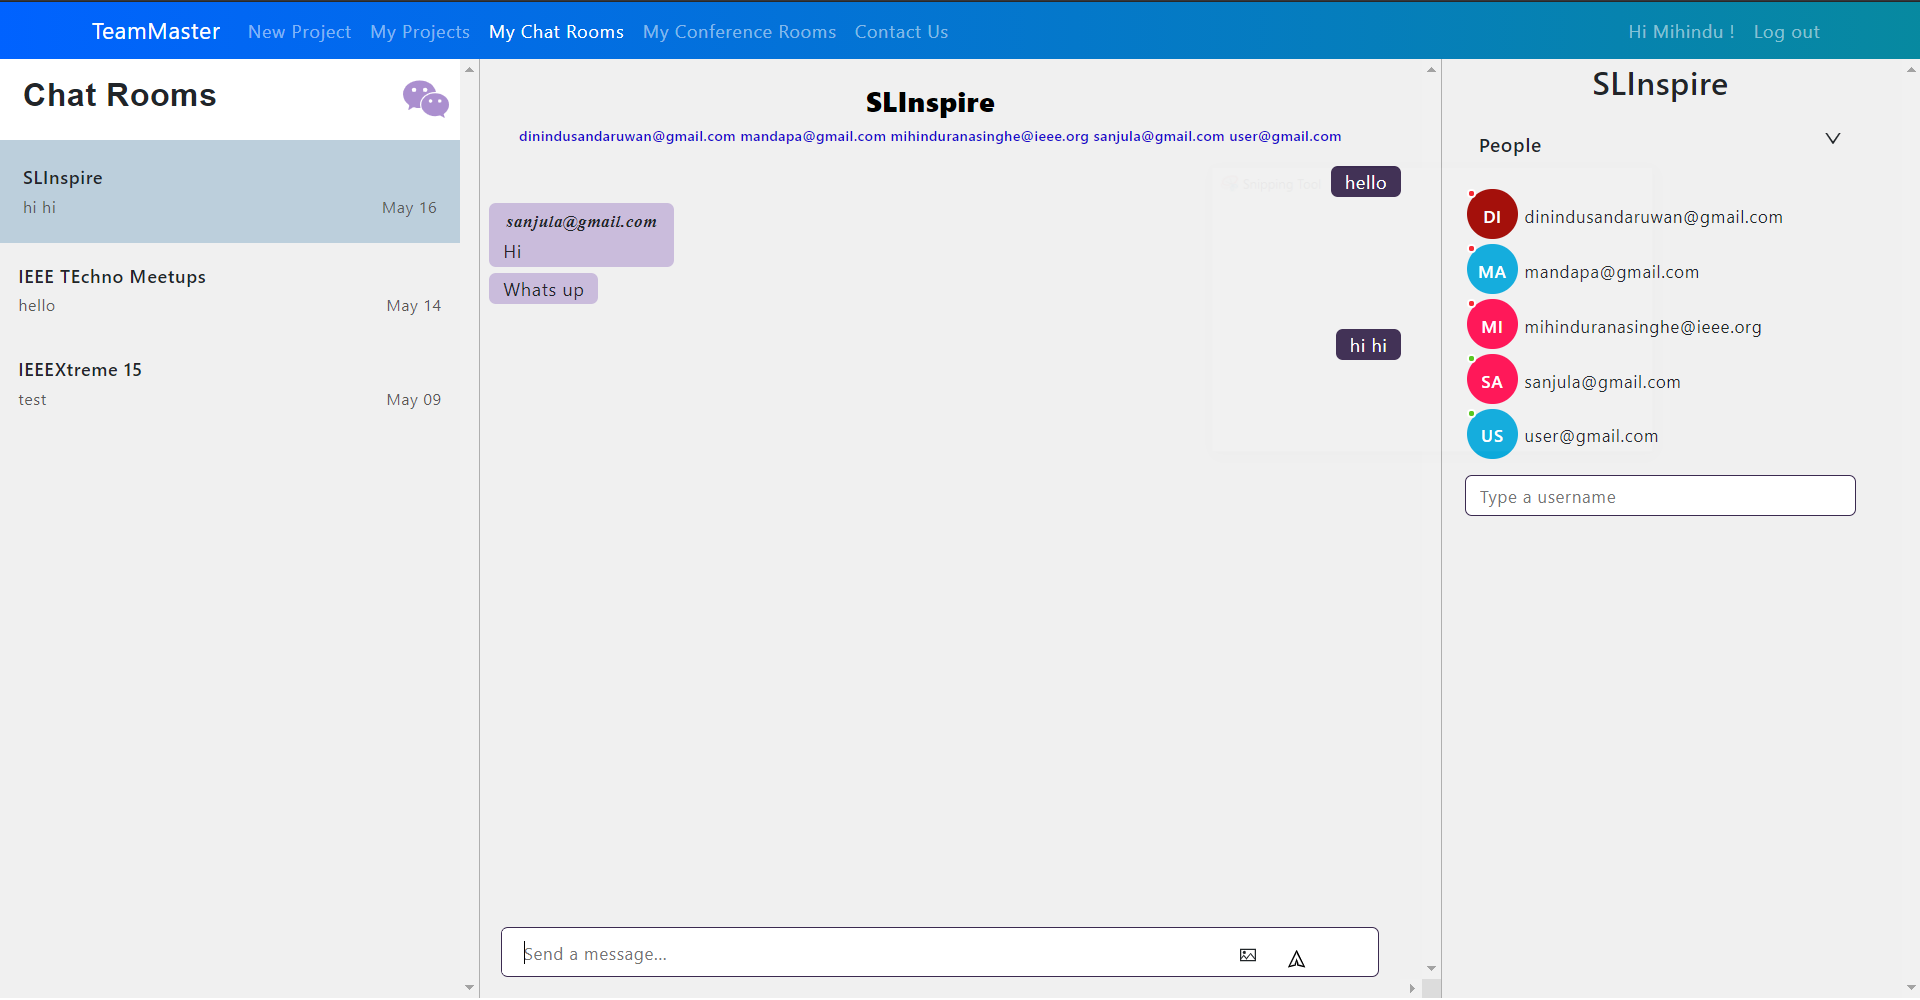 TeamMaster New Project My Projects My Chat Rooms My Conference Rooms Contact Us Hi Mihindu ! Log out
Chat Rooms
SLInspire
hi hi May 16
IEEE TEchno Meetups
hello May 14
IEEEXtreme 15
test May 09
SLInspire
dinindusandaruwan@gmail.com mandapa@gmail.com mihinduranasinghe@ieee.org sanjula@gmail.com user@gmail.com
Snipping Tool
hello
sanjula@gmail.com
Hi
Whats up
hi hi
Send a message...
SLInspire
People
DI dinindusandaruwan@gmail.com
MA mandapa@gmail.com
MI mihinduranasinghe@ieee.org
SA sanjula@gmail.com
US user@gmail.com
Type a username